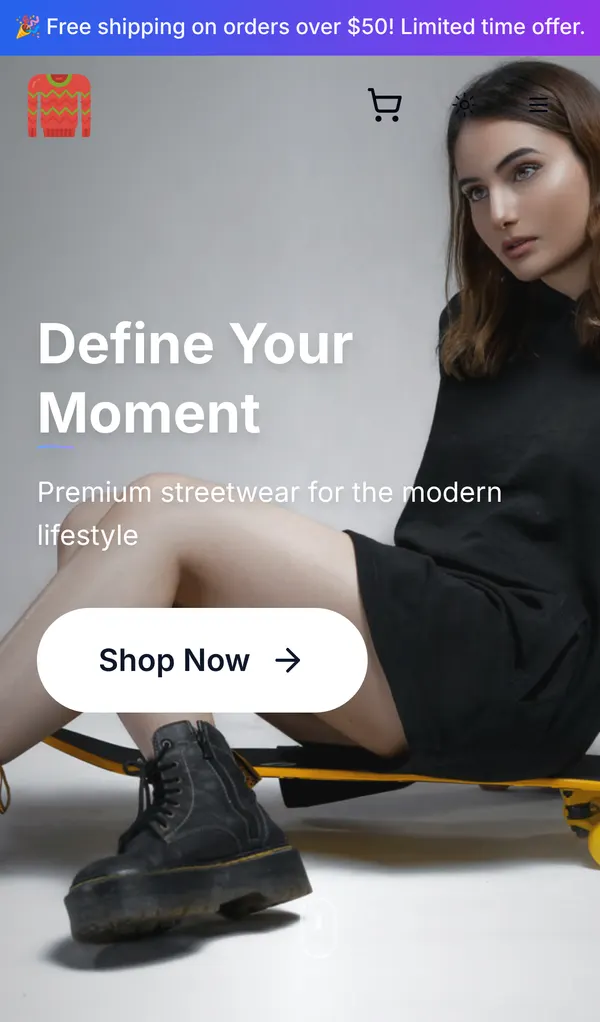 🎉 Free shipping on orders over $50! Limited time offer.
Define Your
Moment
Premium streetwear for the modern
lifestyle
Shop Now →